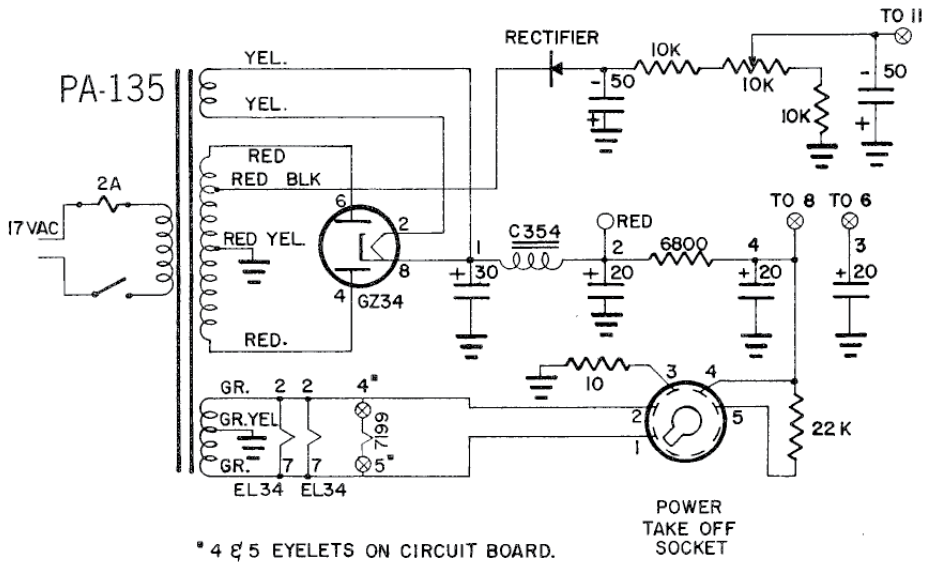 TO 11
YEL.
RECTIFIER
10K
- 50
10K
- 50
PA-135
YEL.
+
10K
+
RED
RED BLK
2A
6
2
TO 8
TO 6
17 VAC
RED YEL.
RED
1
C354
2
6800
4
3
8
+ 30
+ 20
+ 20
+ 20
4
GZ34
RED.
GR.
2
2
4*
10
3
4
GR.YEL
7199
2
5
22 K
1
GR.
7
7
5*
EL34
EL34
POWER
TAKE OFF
SOCKET
* 4 & 5 EYELETS ON CIRCUIT BOARD.